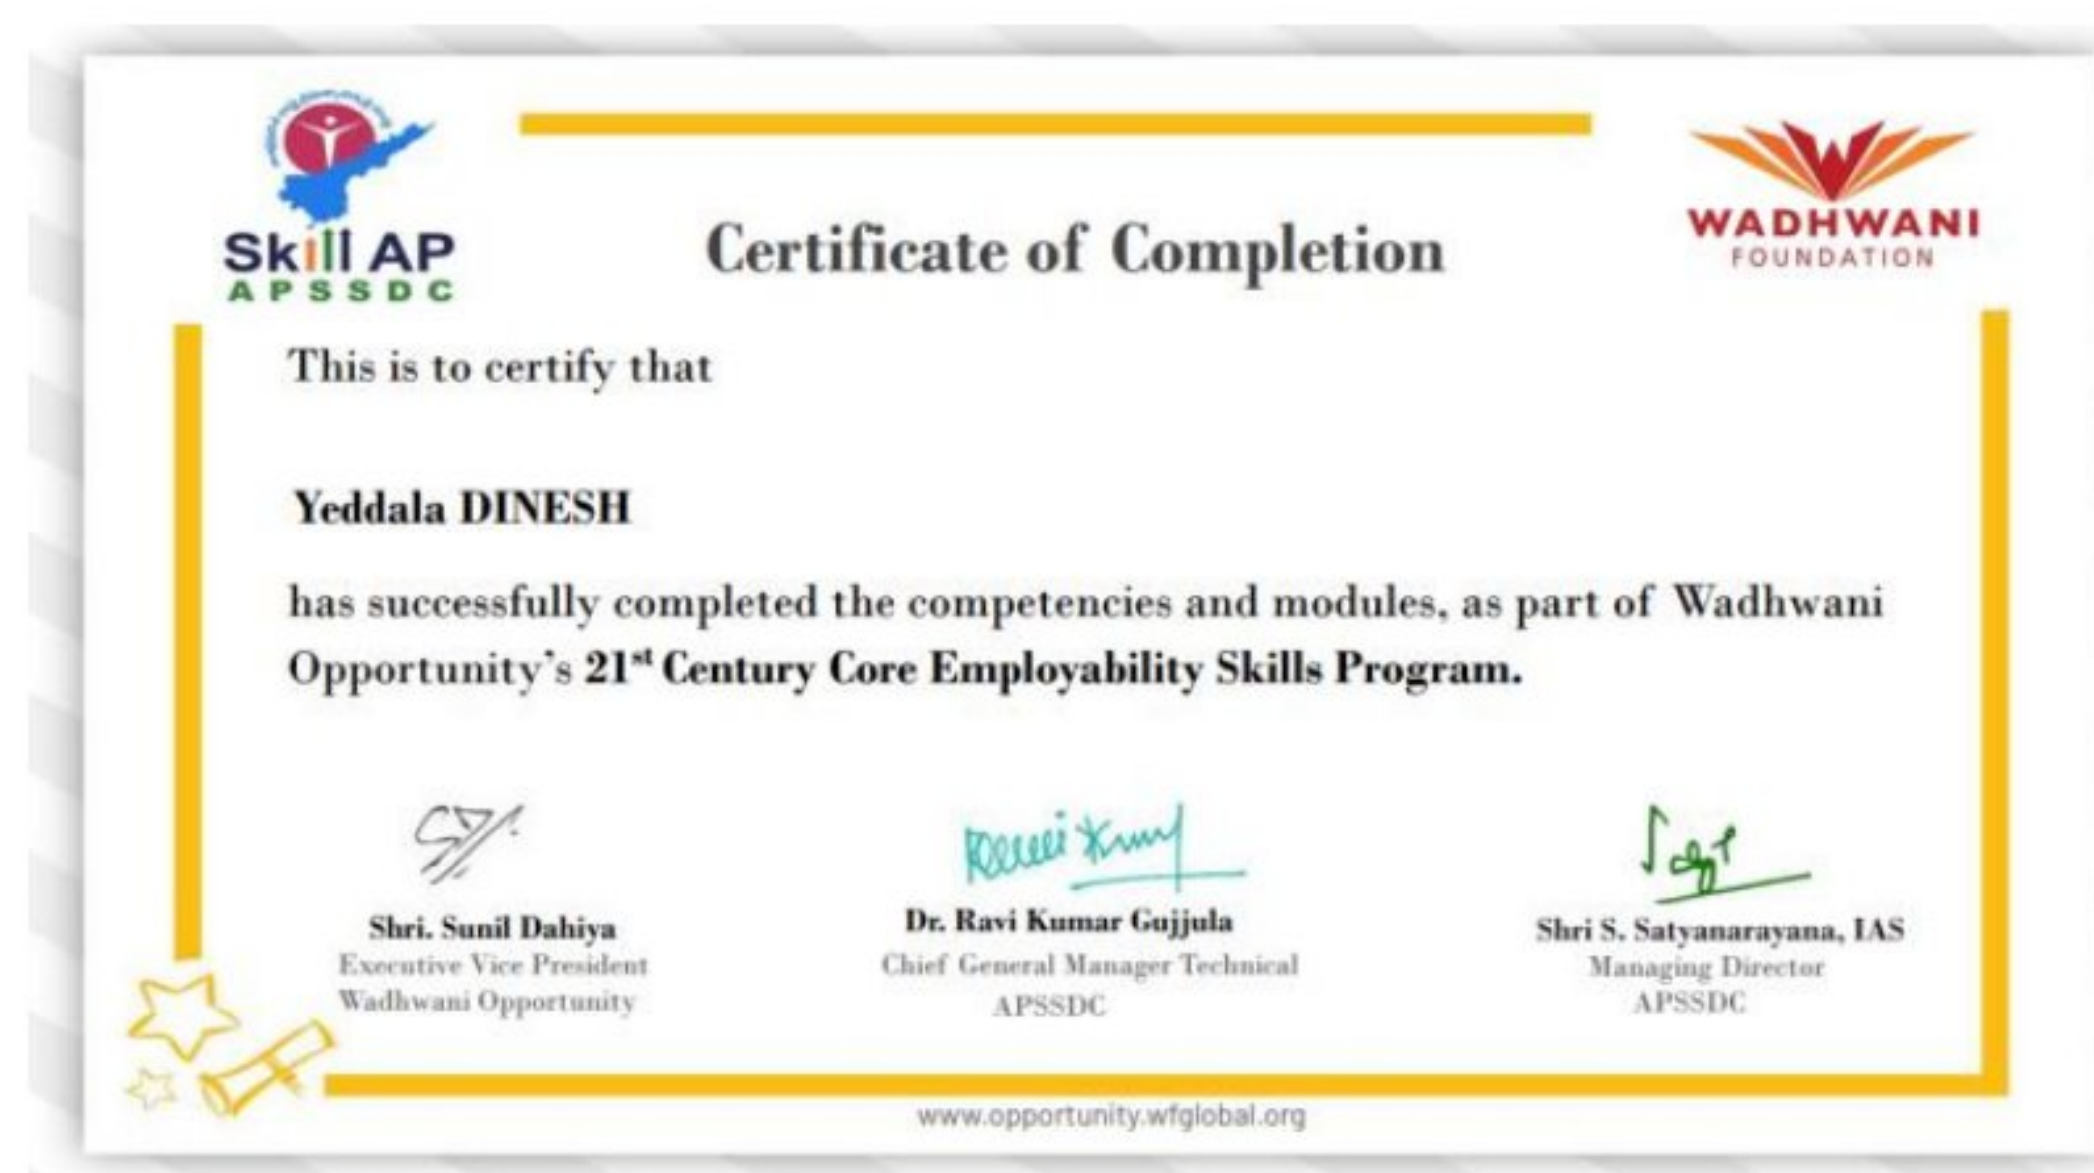 Skill AP
APSSDC
WADHWANI
FOUNDATION
Certificate of Completion
This is to certify that
Yeddala DINESH
has successfully completed the competencies and modules, as part of Wadhwani
Opportunity's 21st Century Core Employability Skills Program.
Shri. Sunil Dahiya
Executive Vice President
Wadhwani Opportunity
Dr. Ravi Kumar Gujjula
Chief General Manager Technical
APSSDC
Shri S. Satyanarayana, IAS
Managing Director
APSSDC
www.opportunity.wfglobal.org